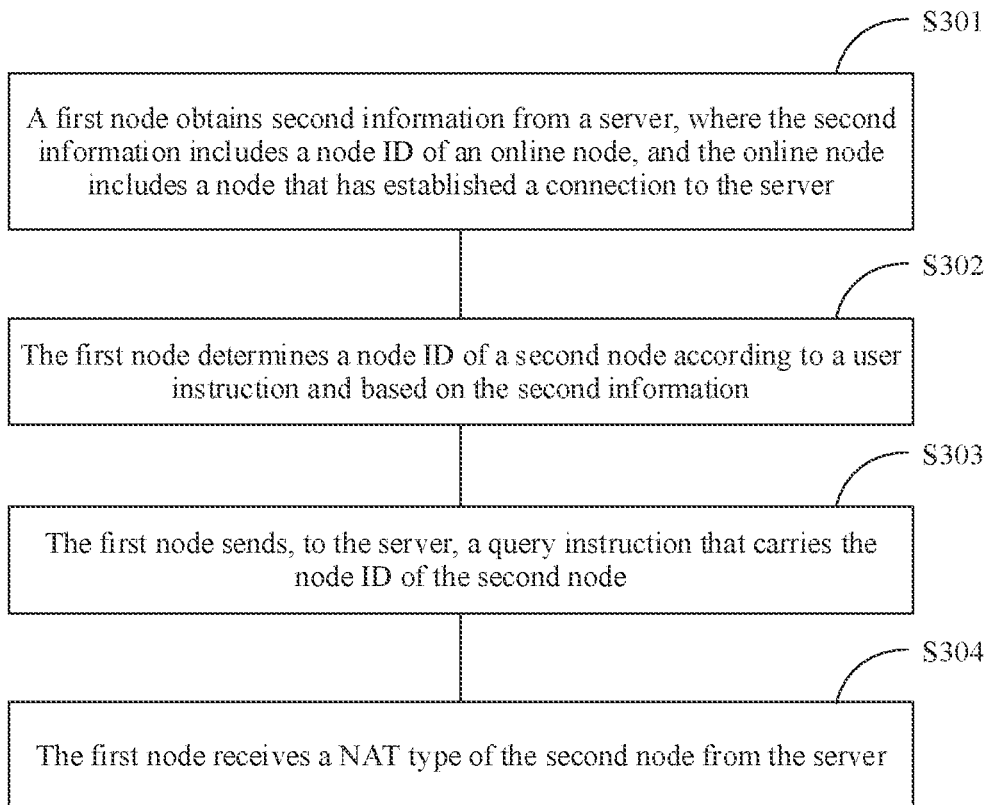 S301
A first node obtains second information from a server, where the second
information includes a node ID of an online node, and the online node
includes a node that has established a connection to the server
S302
The first node determines a node ID of a second node according to a user
instruction and based on the second information
S303
The first node sends, to the server, a query instruction that carries the
node ID of the second node
S304
The first node receives a NAT type of the second node from the server